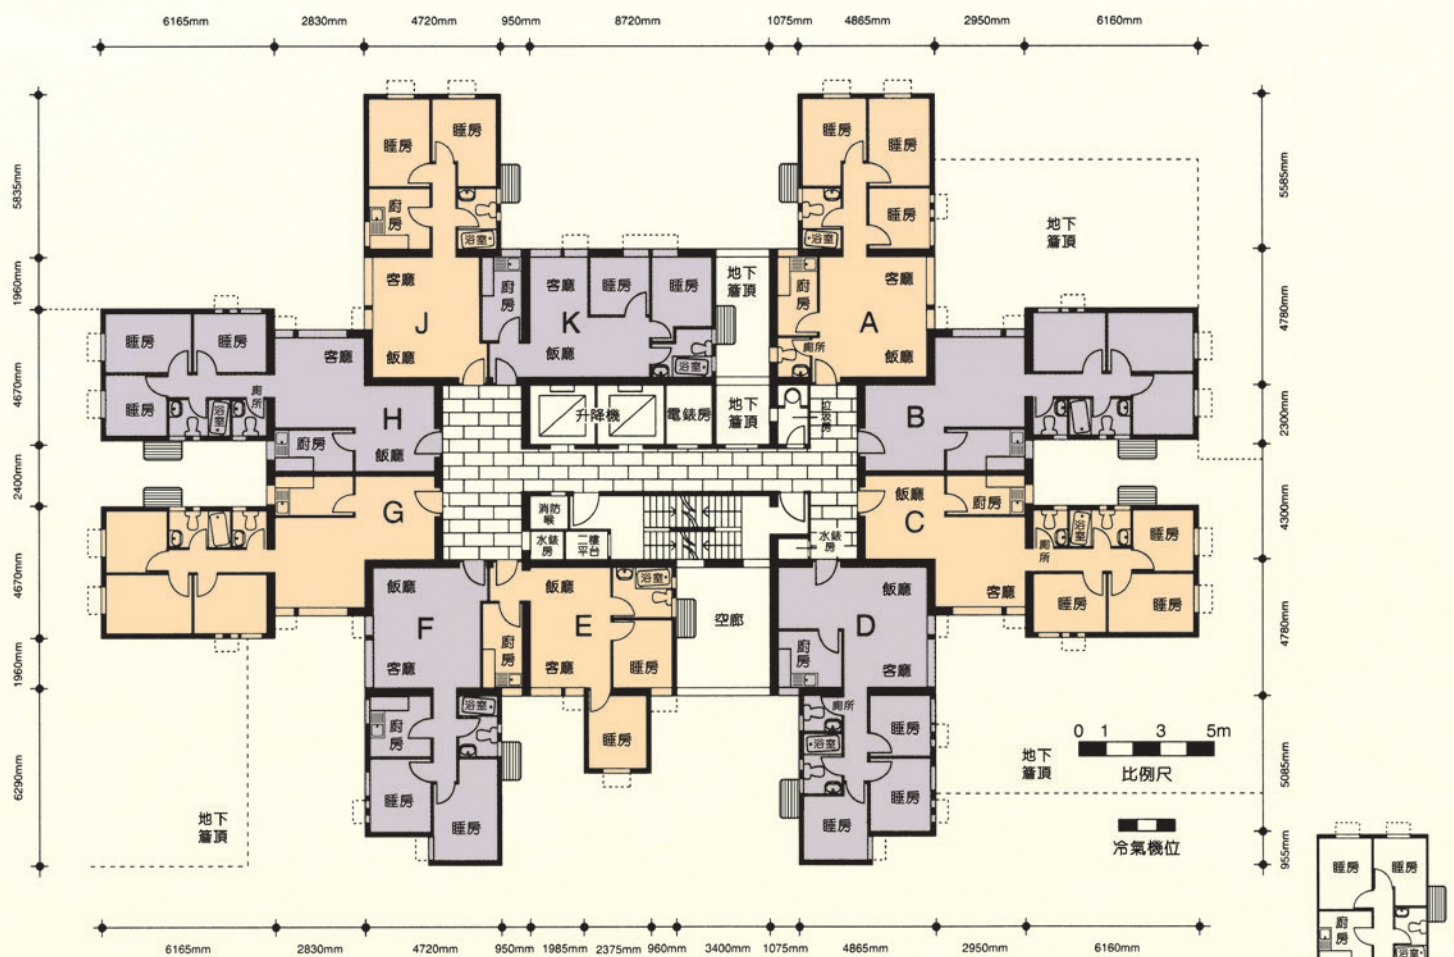 6165mm 2830mm 4720mm 950mm 8720mm 1075mm 4865mm 2950mm 6160mm
5835mm
1960mm
4670mm
2400mm
4670mm
1960mm
6290mm
睡房
睡房
廚房
浴室
客廳
J
飯廳
廚房
客廳
睡房
睡房
K
飯廳
浴室
地下
簷頂
睡房
睡房
睡房
浴室
廚房
客廳
A
廁所
飯廳
地下
簷頂
睡房
睡房
睡房
浴室
廁所
客廳
H
廚房
飯廳
升降機
電錶房
地下
簷頂
垃圾房
B
G
消防喉
水錶房
二樓平台
水錶房
飯廳
廚房
C
廁所
浴室
睡房
客廳
睡房
睡房
飯廳
F
客廳
廚房
飯廳
E
客廳
浴室
睡房
睡房
空廊
飯廳
D
廚房
客廳
浴室
廚房
睡房
睡房
廁所
浴室
睡房
睡房
睡房
地下
簷頂
地下
簷頂
0 1 3 5m
比例尺
冷氣機位
5585mm
4780mm
2300mm
4300mm
4780mm
5085mm
955mm
睡房
睡房
廚房
浴室
6165mm 2830mm 4720mm 950mm 1985mm 2375mm 960mm 3400mm 1075mm 4865mm 2950mm 6160mm